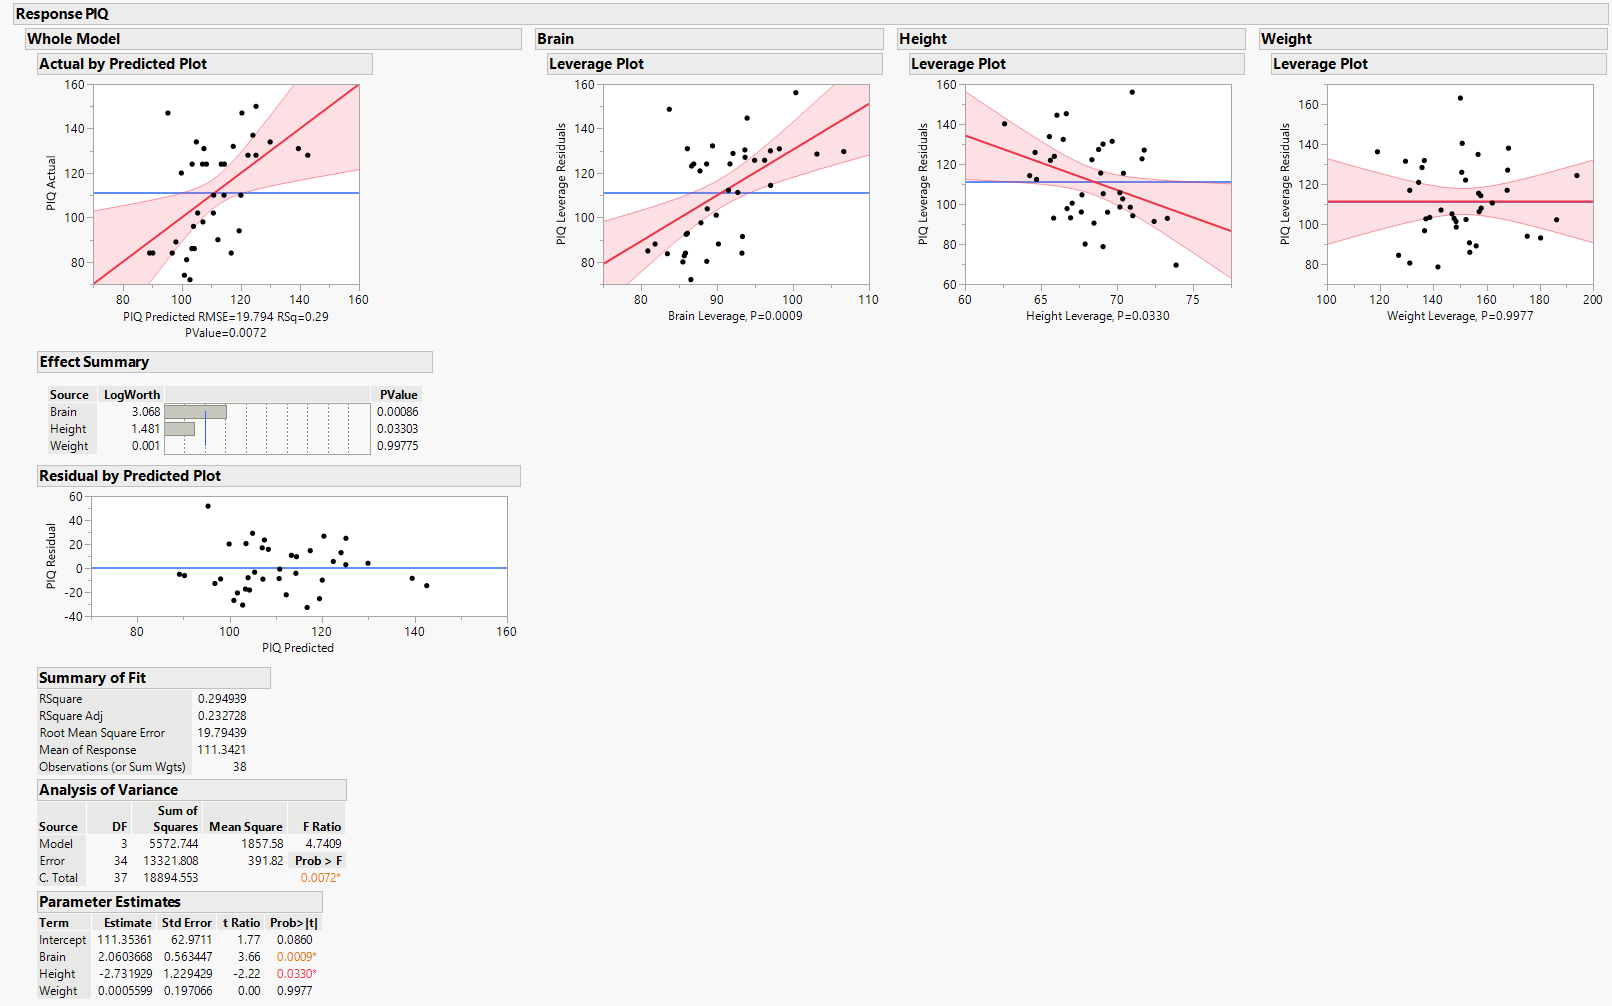 Response PIQ
Whole Model
Actual by Predicted Plot
PIQ Actual
160
140
120
100
80
80 100 120 140 160
PIQ Predicted RMSE=19.794 RSq=0.29
PValue=0.0072
Brain
Leverage Plot
PIQ Leverage Residuals
160
140
120
100
80
80 90 100 110
Brain Leverage, P=0.0009
Height
Leverage Plot
PIQ Leverage Residuals
160
140
120
100
80
60
60 65 70 75
Height Leverage, P=0.0330
Weight
Leverage Plot
PIQ Leverage Residuals
160
140
120
100
80
100 120 140 160 180 200
Weight Leverage, P=0.9977
Effect Summary
Source LogWorth PValue
Brain 3.068 0.00086
Height 1.481 0.03303
Weight 0.001 0.99775
Residual by Predicted Plot
PIQ Residual
60
40
20
0
-20
-40
80 100 120 140 160
PIQ Predicted
Summary of Fit
RSquare 0.294939
RSquare Adj 0.232728
Root Mean Square Error 19.79439
Mean of Response 111.3421
Observations (or Sum Wgts) 38
Analysis of Variance
Sum of
Source DF Squares Mean Square F Ratio
Model 3 5572.744 1857.58 4.7409
Error 34 13321.808 391.82 Prob > F
C. Total 37 18894.553 0.0072*
Parameter Estimates
Term Estimate Std Error t Ratio Prob>|t|
Intercept 111.35361 62.9711 1.77 0.0860
Brain 2.0603668 0.563447 3.66 0.0009*
Height -2.731929 1.229429 -2.22 0.0330*
Weight 0.0005599 0.197066 0.00 0.9977